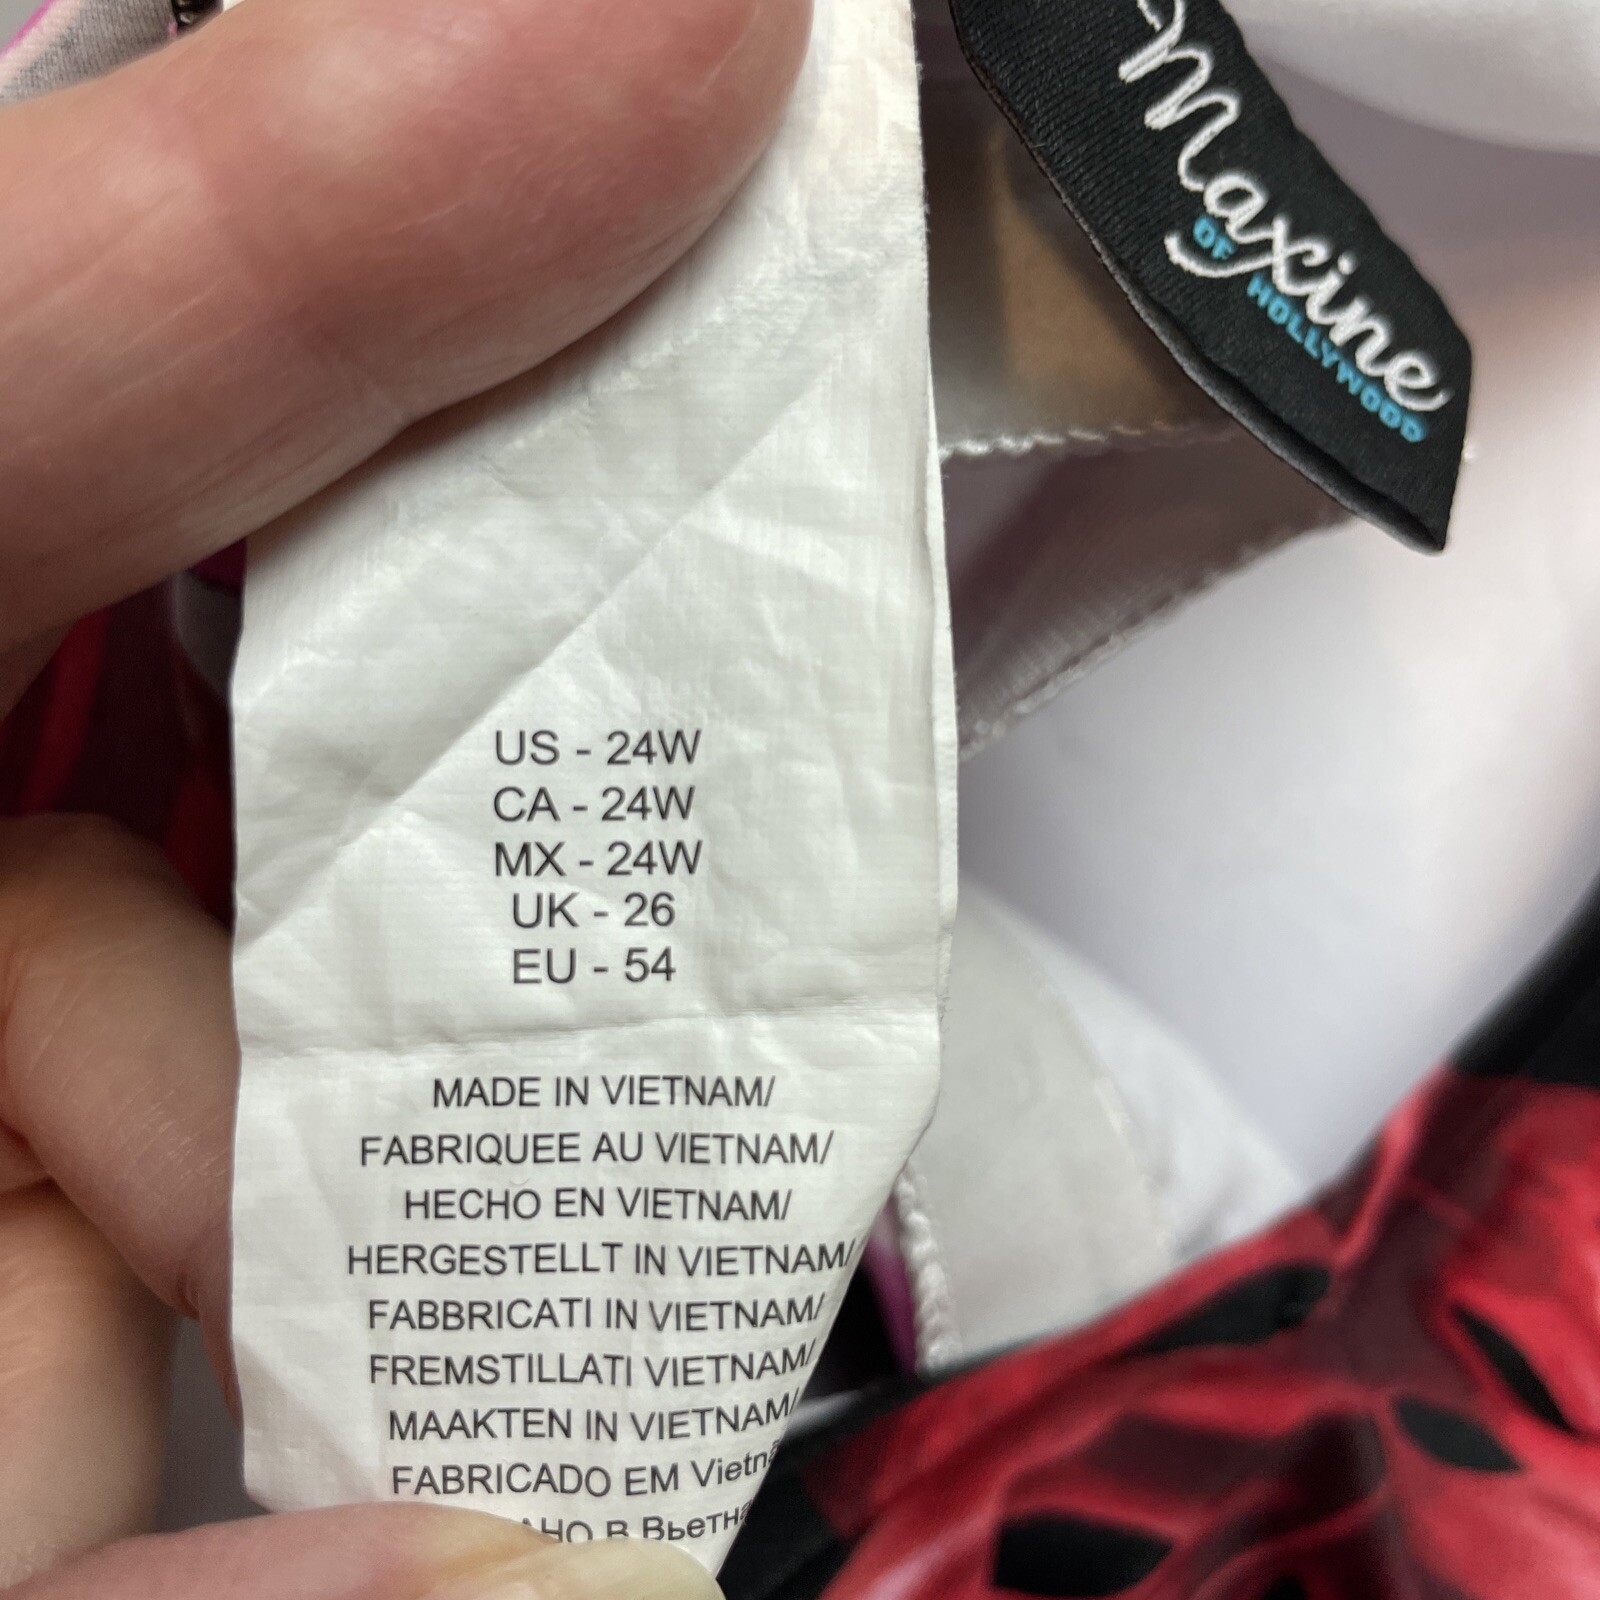 Maxine
OF HOLLYWOOD
US - 24W
CA - 24W
MX - 24W
UK - 26
EU - 54
MADE IN VIETNAM/
FABRIQUEE AU VIETNAM/
HECHO EN VIETNAM/
HERGESTELLT IN VIETNAM/
FABBRICATI IN VIETNAM/
FREMSTILLATI VIETNAM/
MAAKTEN IN VIETNAM/
FABRICADO EM
В